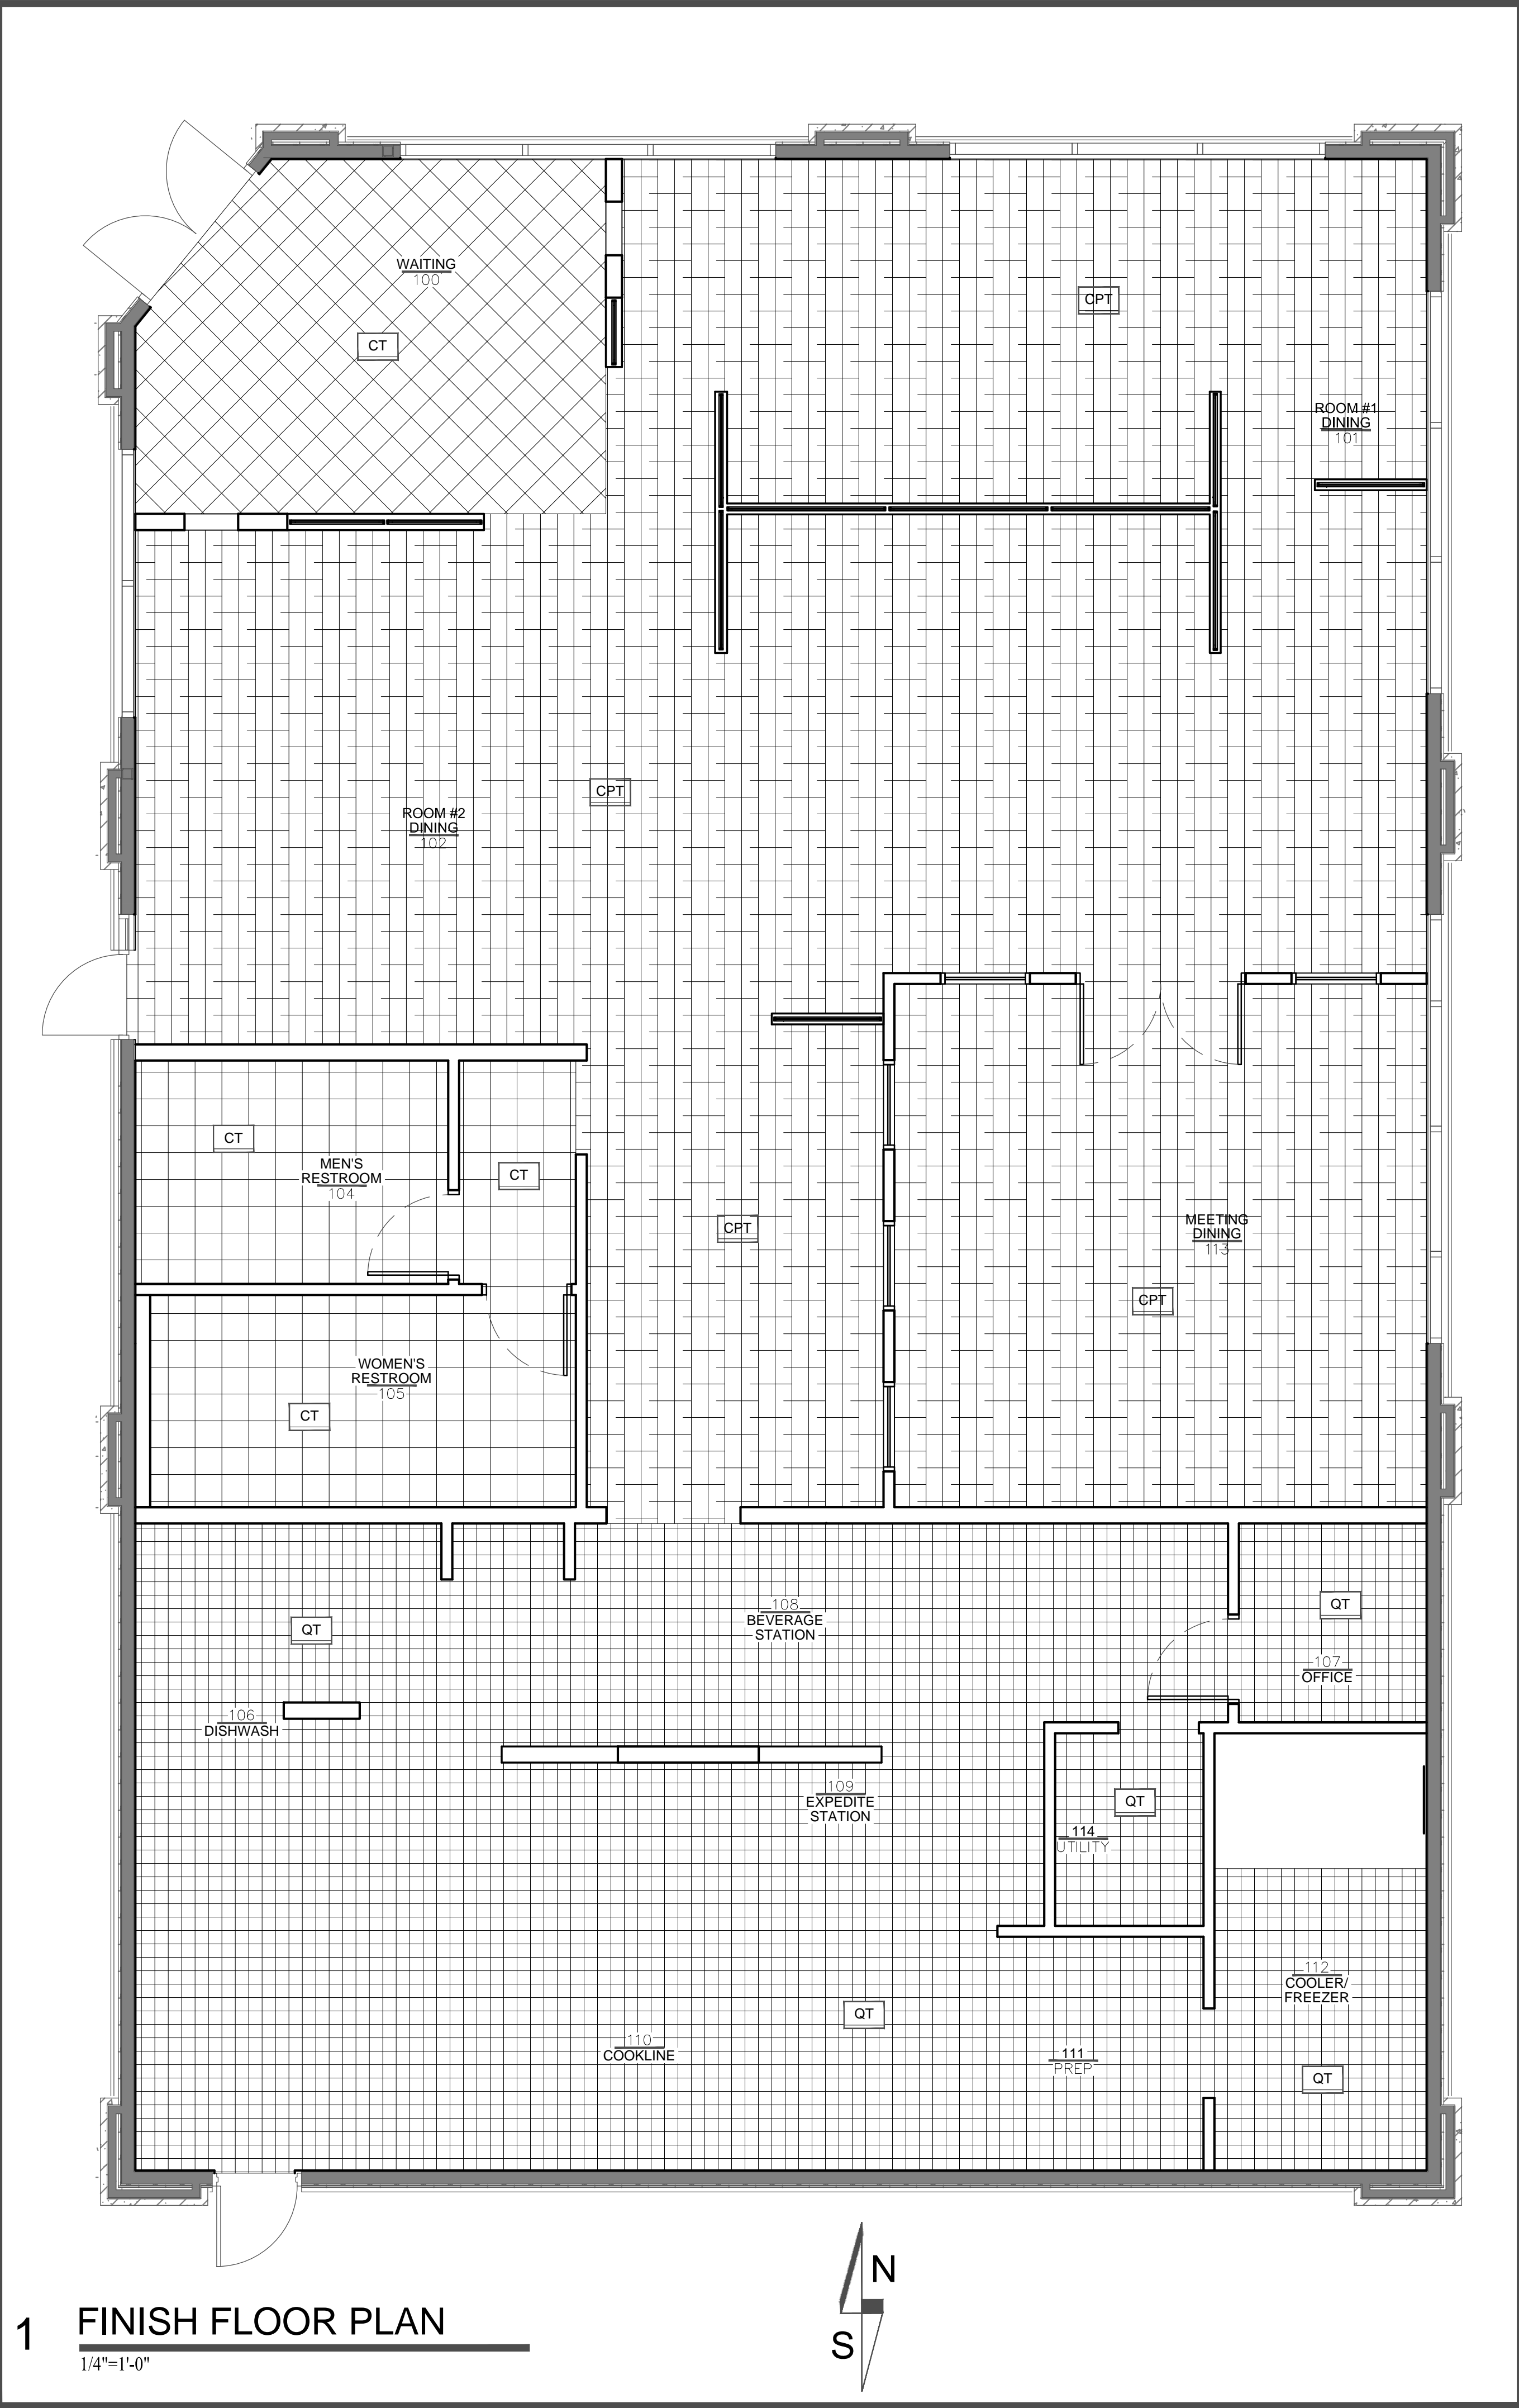 WAITING
100
CT
CPT
ROOM #1
DINING
101
CPT
ROOM #2
DINING
102
CT
MEN'S
RESTROOM
104
CT
CPT
MEETING
DINING
113
CPT
WOMEN'S
RESTROOM
105
CT
QT
108
BEVERAGE
STATION
QT
107
OFFICE
106
DISHWASH
109
EXPEDITE
STATION
QT
114
UTILITY
112
COOLER/
FREEZER
QT
110
COOKLINE
111
PREP
QT
N
S
1 FINISH FLOOR PLAN
1/4"=1'-0"